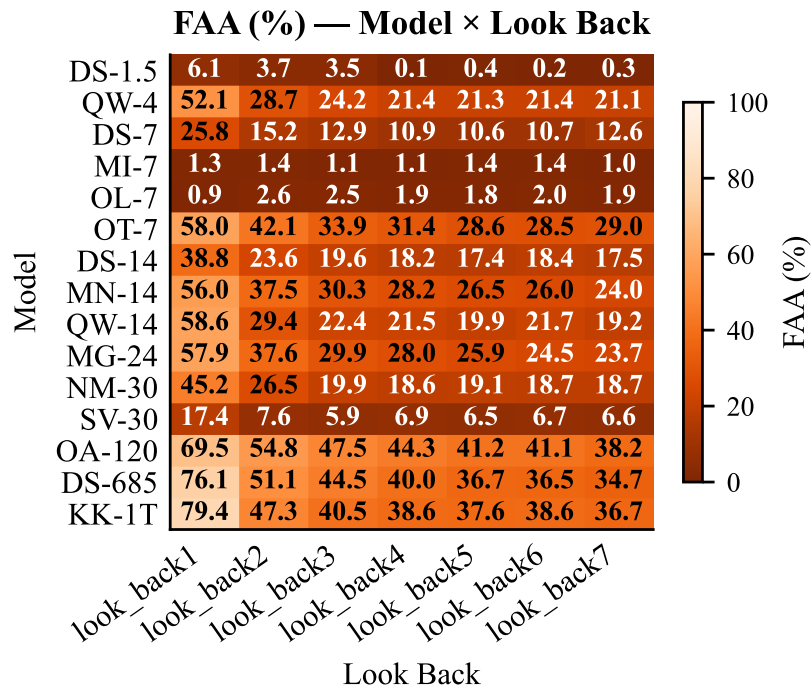 FAA (%) — Model × Look Back
DS-1.5 6.1 3.7 3.5 0.1 0.4 0.2 0.3
QW-4 52.1 28.7 24.2 21.4 21.3 21.4 21.1
DS-7 25.8 15.2 12.9 10.9 10.6 10.7 12.6
MI-7 1.3 1.4 1.1 1.1 1.4 1.4 1.0
OL-7 0.9 2.6 2.5 1.9 1.8 2.0 1.9
OT-7 58.0 42.1 33.9 31.4 28.6 28.5 29.0
DS-14 38.8 23.6 19.6 18.2 17.4 18.4 17.5
MN-14 56.0 37.5 30.3 28.2 26.5 26.0 24.0
QW-14 58.6 29.4 22.4 21.5 19.9 21.7 19.2
MG-24 57.9 37.6 29.9 28.0 25.9 24.5 23.7
NM-30 45.2 26.5 19.9 18.6 19.1 18.7 18.7
SV-30 17.4 7.6 5.9 6.9 6.5 6.7 6.6
OA-120 69.5 54.8 47.5 44.3 41.2 41.1 38.2
DS-685 76.1 51.1 44.5 40.0 36.7 36.5 34.7
KK-1T 79.4 47.3 40.5 38.6 37.6 38.6 36.7
look_back1 look_back2 look_back3 look_back4 look_back5 look_back6 look_back7
Look Back
Model
100
80
60
40
20
0
FAA (%)